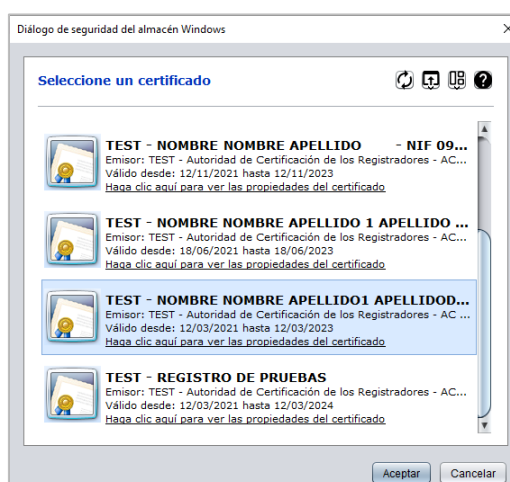 Diálogo de seguridad del almacén Windows
Seleccione un certificado
TEST - NOMBRE NOMBRE APELLIDO - NIF 09...
Emisor: TEST - Autoridad de Certificación de los Registradores - AC...
Válido desde: 12/11/2021 hasta 12/11/2023
Haga clic aquí para ver las propiedades del certificado
TEST - NOMBRE NOMBRE APELLIDO 1 APELLIDO ...
Emisor: TEST - Autoridad de Certificación de los Registradores - AC...
Válido desde: 18/06/2021 hasta 18/06/2023
Haga clic aquí para ver las propiedades del certificado
TEST - NOMBRE NOMBRE APELLIDO1 APELLIDOD...
Emisor: TEST - Autoridad de Certificación de los Registradores - AC ...
Válido desde: 12/03/2021 hasta 12/03/2023
Haga clic aquí para ver las propiedades del certificado
TEST - REGISTRO DE PRUEBAS
Emisor: TEST - Autoridad de Certificación de los Registradores - AC...
Válido desde: 12/03/2021 hasta 12/03/2024
Haga clic aquí para ver las propiedades del certificado
Aceptar Cancelar